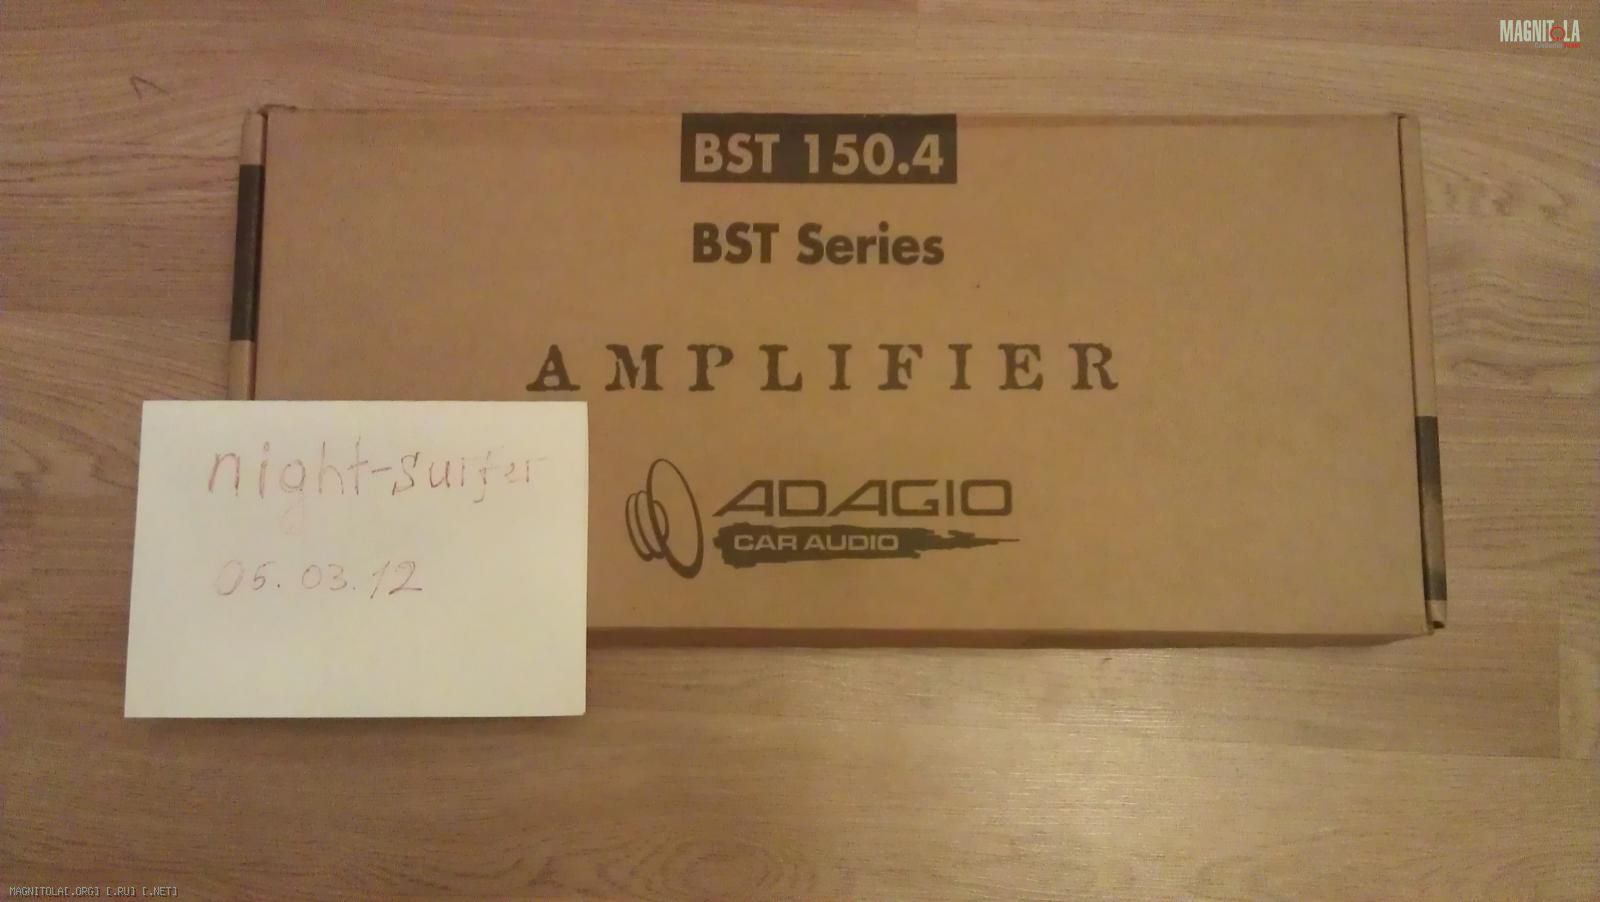 MAGNITOLA
BST 150.4
BST Series
AMPLIFIER
ADAGIO
CAR AUDIO
night-surfer
05.03.12
MAGNITOLA[.ORG] [.RU] [.NET]